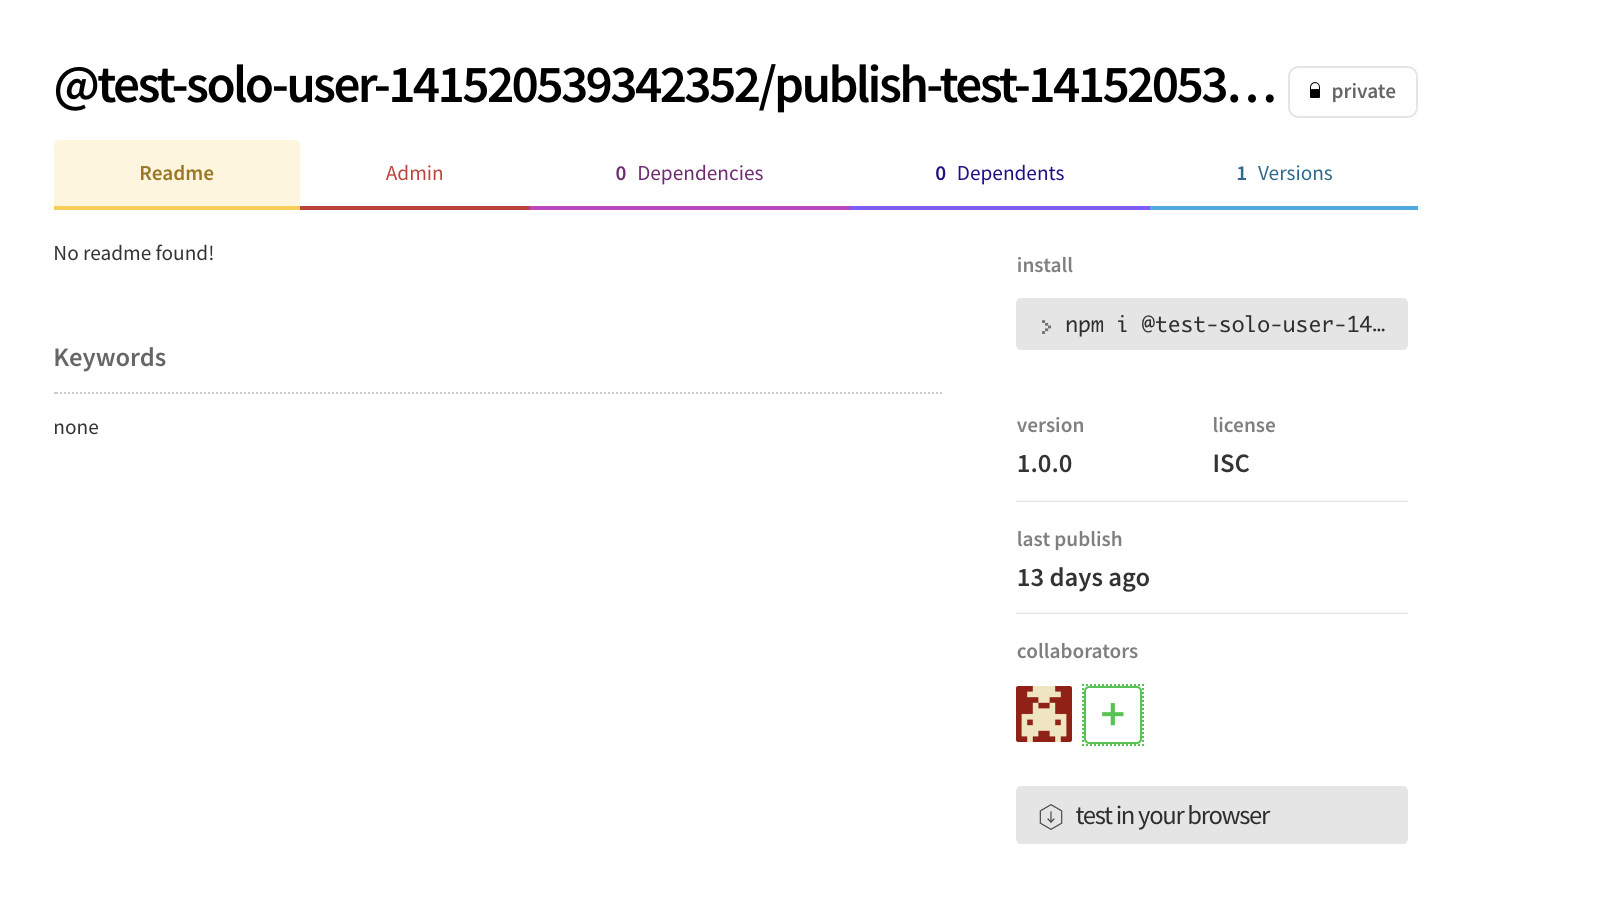 @test-solo-user-141520539342352/publish-test-14152053…
private
Readme
Admin
0 Dependencies
0 Dependents
1 Versions
No readme found!
Keywords
none
install
npm i @test-solo-user-14…
version
license
1.0.0
ISC
last publish
13 days ago
collaborators
+
test in your browser